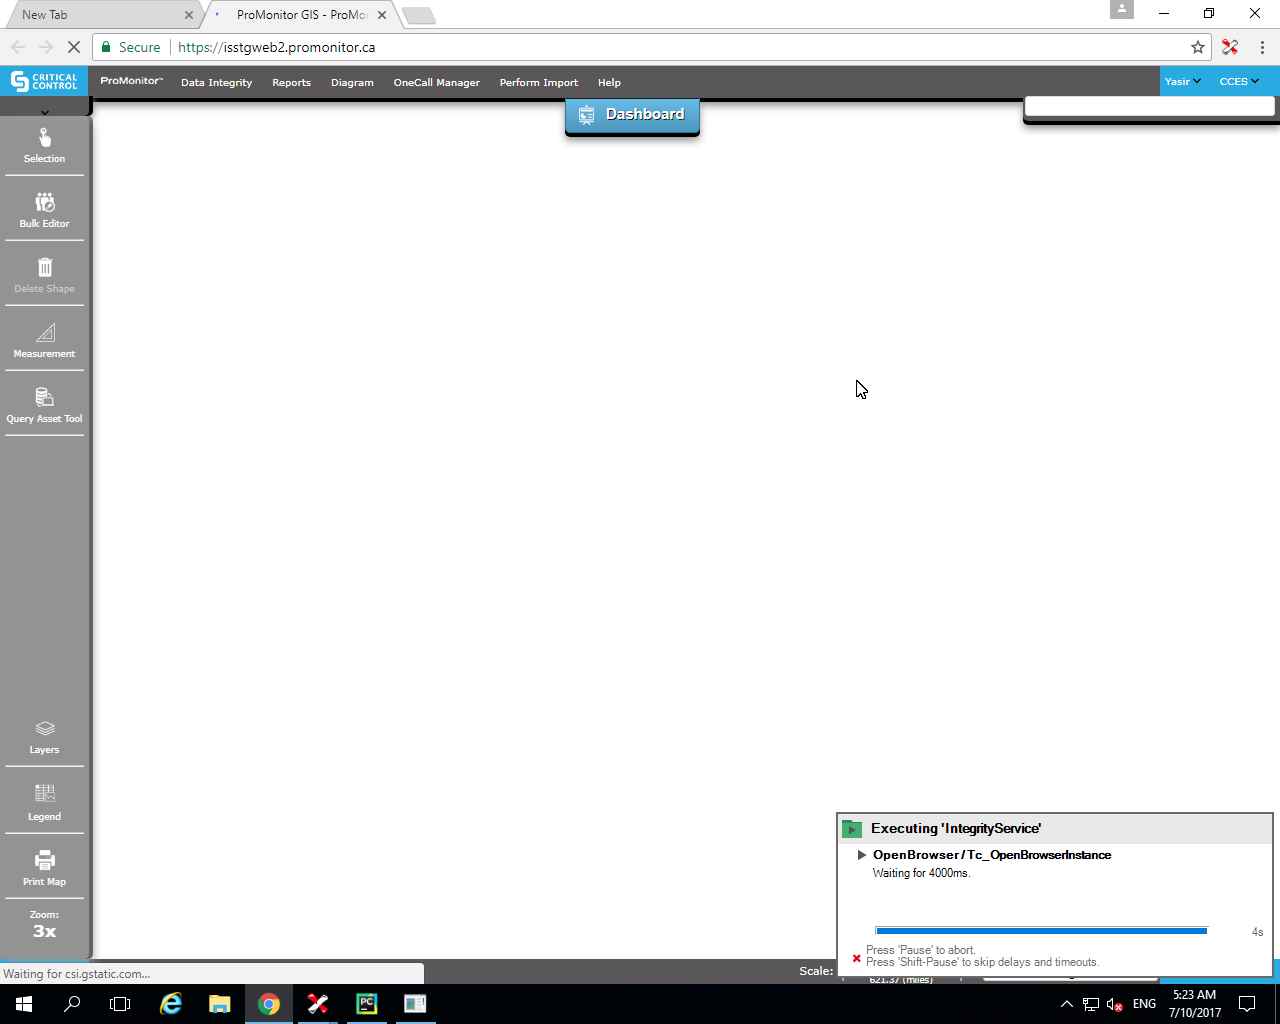 New Tab
ProMonitor GIS - ProMo
Secure
https://isstgweb2.promonitor.ca
CRITICAL
CONTROL
ProMonitor™
Data Integrity
Reports
Diagram
OneCall Manager
Perform Import
Help
Yasir
CCES
Dashboard
Selection
Bulk Editor
Delete Shape
Measurement
Query Asset Tool
Layers
Legend
Print Map
Zoom:
3x
Executing 'IntegrityService'
OpenBrowser/Tc_OpenBrowserInstance
Waiting for 4000ms.
4s
Press 'Pause' to abort.
Press 'Shift-Pause' to skip delays and timeouts.
Waiting for csi.gstatic.com...
Scale:
621.37 (miles)
PC
ENG
5:23 AM
7/10/2017